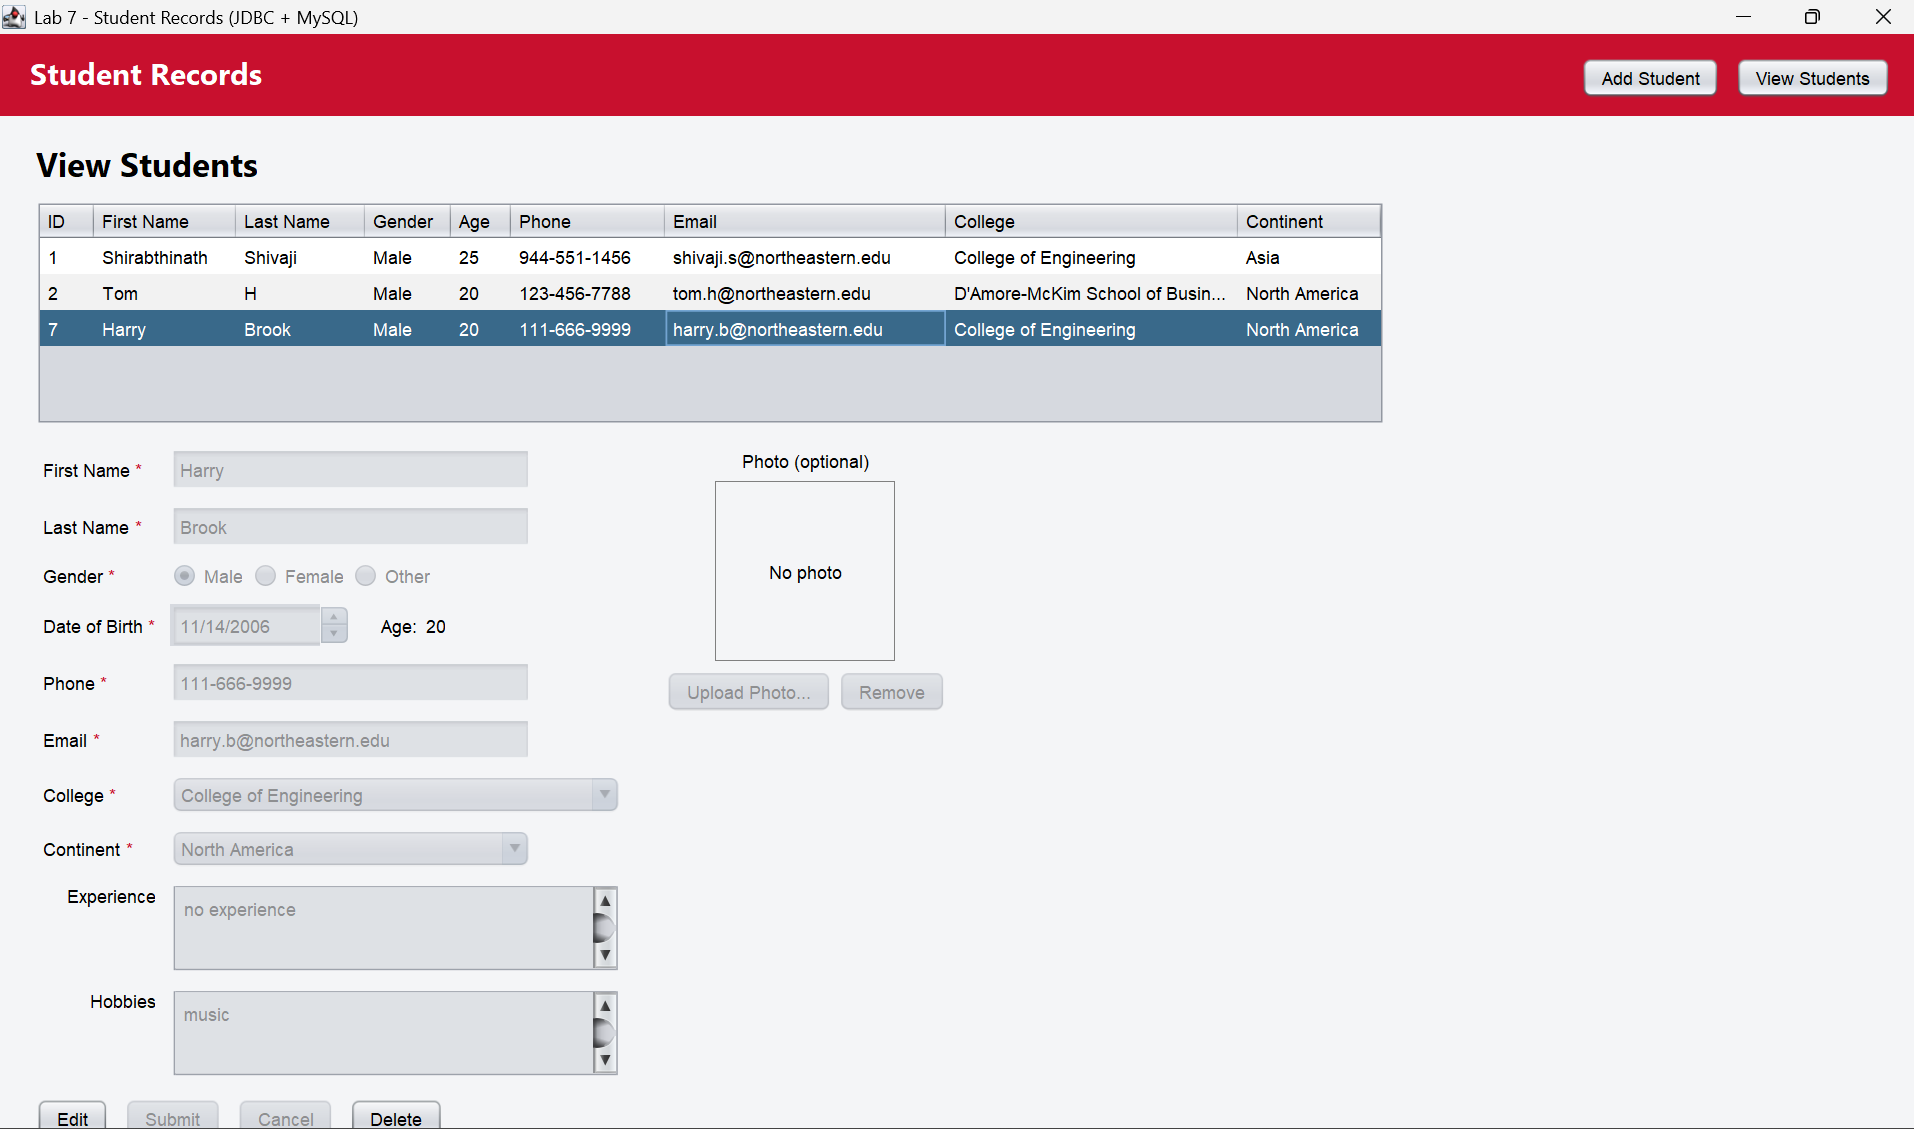 Lab 7 - Student Records (JDBC + MySQL)
Student Records
Add Student
View Students
View Students
ID First Name Last Name Gender Age Phone Email College Continent
1 Shirabthinath Shivaji Male 25 944-551-1456 shivaji.s@northeastern.edu College of Engineering Asia
2 Tom H Male 20 123-456-7788 tom.h@northeastern.edu D'Amore-McKim School of Busin... North America
7 Harry Brook Male 20 111-666-9999 harry.b@northeastern.edu College of Engineering North America
First Name * Harry
Last Name * Brook
Gender * Male Female Other
Date of Birth * 11/14/2006 Age: 20
Phone * 111-666-9999
Email * harry.b@northeastern.edu
College * College of Engineering
Continent * North America
Experience no experience
Hobbies music
Photo (optional)
No photo
Upload Photo... Remove
Edit Submit Cancel Delete